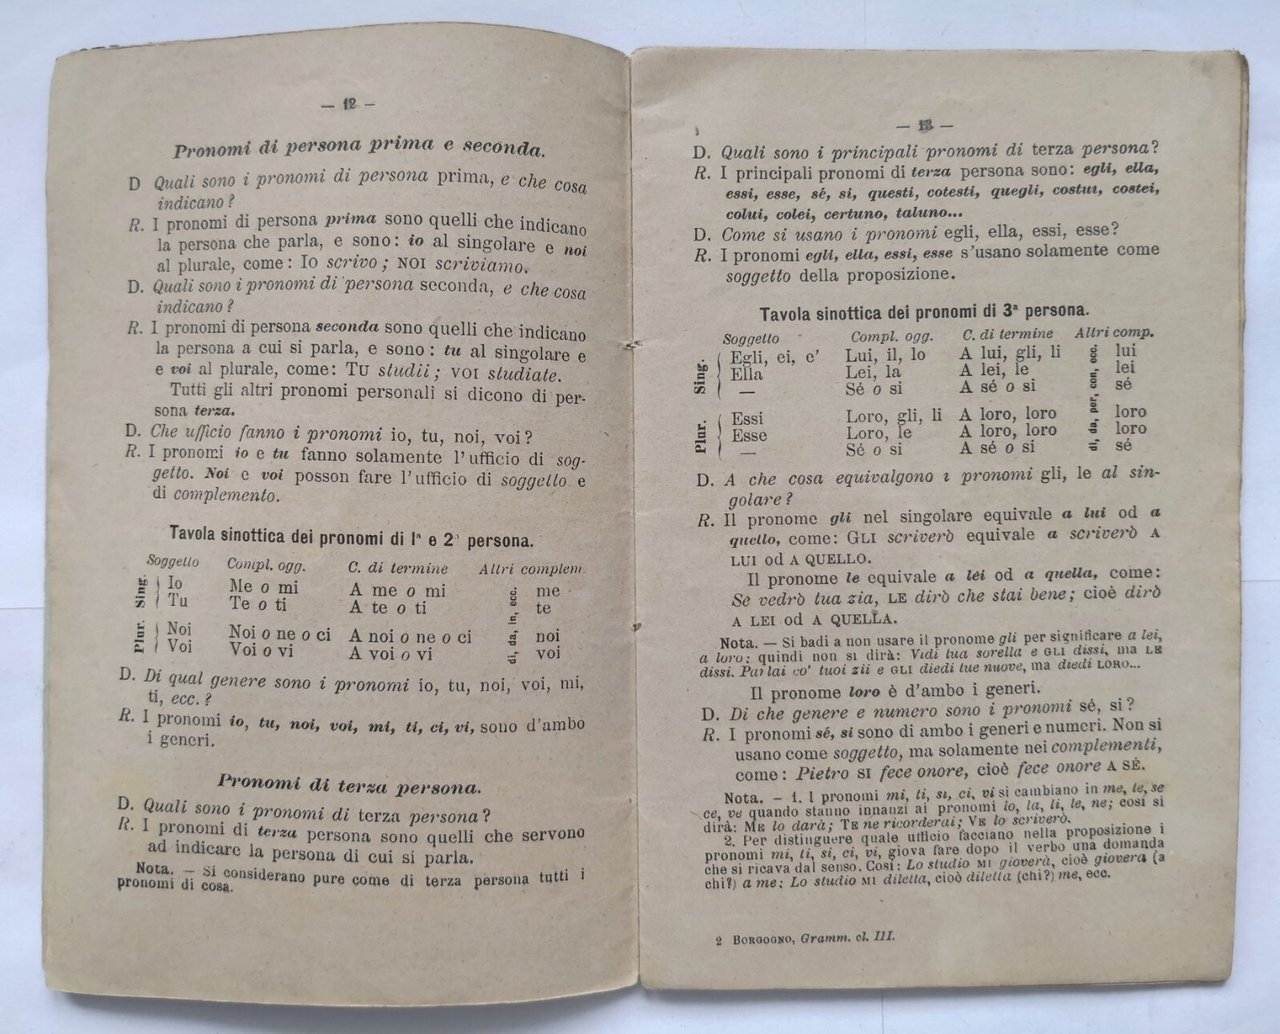 — 12 —
Pronomi di persona prima e seconda.
D Quali sono i pronomi di persona prima, e che cosa
indicano?
R. I pronomi di persona prima sono quelli che indicano
la persona che parla, e sono: io al singolare e noi
al plurale, come: Io scrivo; NOI scriviamo.
D. Quali sono i pronomi di persona seconda, e che cosa
indicano?
R. I pronomi di persona seconda sono quelli che indicano
la persona a cui si parla, e sono: tu al singolare e
e voi al plurale, come: TU studii; VOI studiate.
Tutti gli altri pronomi personali si dicono di per-
sona terza.
D. Che ufficio fanno i pronomi io, tu, noi, voi?
R. I pronomi io e tu fanno solamente l'ufficio di sog-
getto. Noi e voi posson fare l'ufficio di soggetto e
di complemento.
Tavola sinottica dei pronomi di Iª e 2ª persona.
Soggetto Compl. ogg. C. di termine Altri complem.
Sing. Io Me o mi A me o mi di, da, in, ecc. me
Tu Te o ti A te o ti te
Plur. Noi Noi o ne o ci A noi o ne o ci noi
Voi Voi o vi A voi o vi voi
D. Di qual genere sono i pronomi io, tu, noi, voi, mi,
ti, ecc.?
R. I pronomi io, tu, noi, voi, mi, ti, ci, vi, sono d'ambo
i generi.
Pronomi di terza persona.
D. Quali sono i pronomi di terza persona?
R. I pronomi di terza persona sono quelli che servono
ad indicare la persona di cui si parla.
Nota. — Si considerano pure come di terza persona tutti i
pronomi di cosa.
— 13 —
D. Quali sono i principali pronomi di terza persona?
R. I principali pronomi di terza persona sono: egli, ella,
essi, esse, sé, si, questi, cotesti, quegli, costui, costei,
colui, colei, certuno, taluno...
D. Come si usano i pronomi egli, ella, essi, esse?
R. I pronomi egli, ella, essi, esse s'usano solamente come
soggetto della proposizione.
Tavola sinottica dei pronomi di 3ª persona.
Soggetto Compl. ogg. C. di termine Altri comp.
Sing. Egli, ei, e' Lui, il, lo A lui, gli, li di, da, per, con, ecc. lui
Ella Lei, la A lei, le lei
— Sé o si A sé o si sé
Plur. Essi Loro, gli, li A loro, loro loro
Esse Loro, le A loro, loro loro
— Sé o si A sé o si sé
D. A che cosa equivalgono i pronomi gli, le al sin-
golare?
R. Il pronome gli nel singolare equivale a lui od a
quello, come: GLI scriverò equivale a scriverò A
LUI od A QUELLO.
Il pronome le equivale a lei od a quella, come:
Se vedrò tua zia, LE dirò che stai bene; cioè dirò
A LEI od A QUELLA.
Nota. — Si badi a non usare il pronome gli per significare a lei,
a loro; quindi non si dirà: Vidi tua sorella e GLI dissi, ma LE
dissi. Parlai co' tuoi zii e GLI diedi tue nuove, ma diedi LORO...
Il pronome loro è d'ambo i generi.
D. Di che genere e numero sono i pronomi sé, si?
R. I pronomi sé, si sono di ambo i generi e numeri. Non si
usano come soggetto, ma solamente nei complementi,
come: Pietro SI fece onore, cioè fece onore A SÉ.
Nota. — 1. I pronomi mi, ti, si, ci, vi si cambiano in me, te, se
ce, ve quando stanno innanzi ai pronomi lo, la, li, le, ne; così si
dirà: ME lo darà; TE ne ricorderai; VE lo scriverò.
2. Per distinguere quale ufficio facciano nella proposizione i
pronomi mi, ti, si, ci, vi, giova fare dopo il verbo una domanda
che si ricava dal senso. Così: Lo studio MI gioverà, cioè gioverà (a
chi?) a me; Lo studio MI diletta, cioè diletta (chi?) me, ecc.
2 BORGOGNO, Gramm. cl. III.